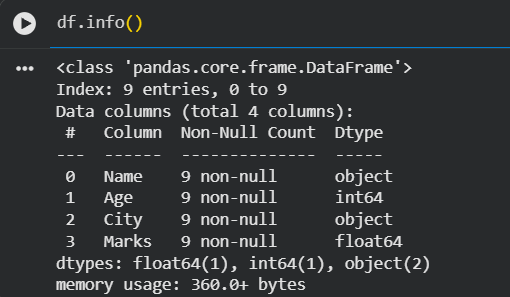 df.info()
<class 'pandas.core.frame.DataFrame'>
Index: 9 entries, 0 to 9
Data columns (total 4 columns):
 #   Column  Non-Null Count  Dtype
---  ------  --------------  -----
 0   Name    9 non-null      object
 1   Age     9 non-null      int64
 2   City    9 non-null      object
 3   Marks   9 non-null      float64
dtypes: float64(1), int64(1), object(2)
memory usage: 360.0+ bytes